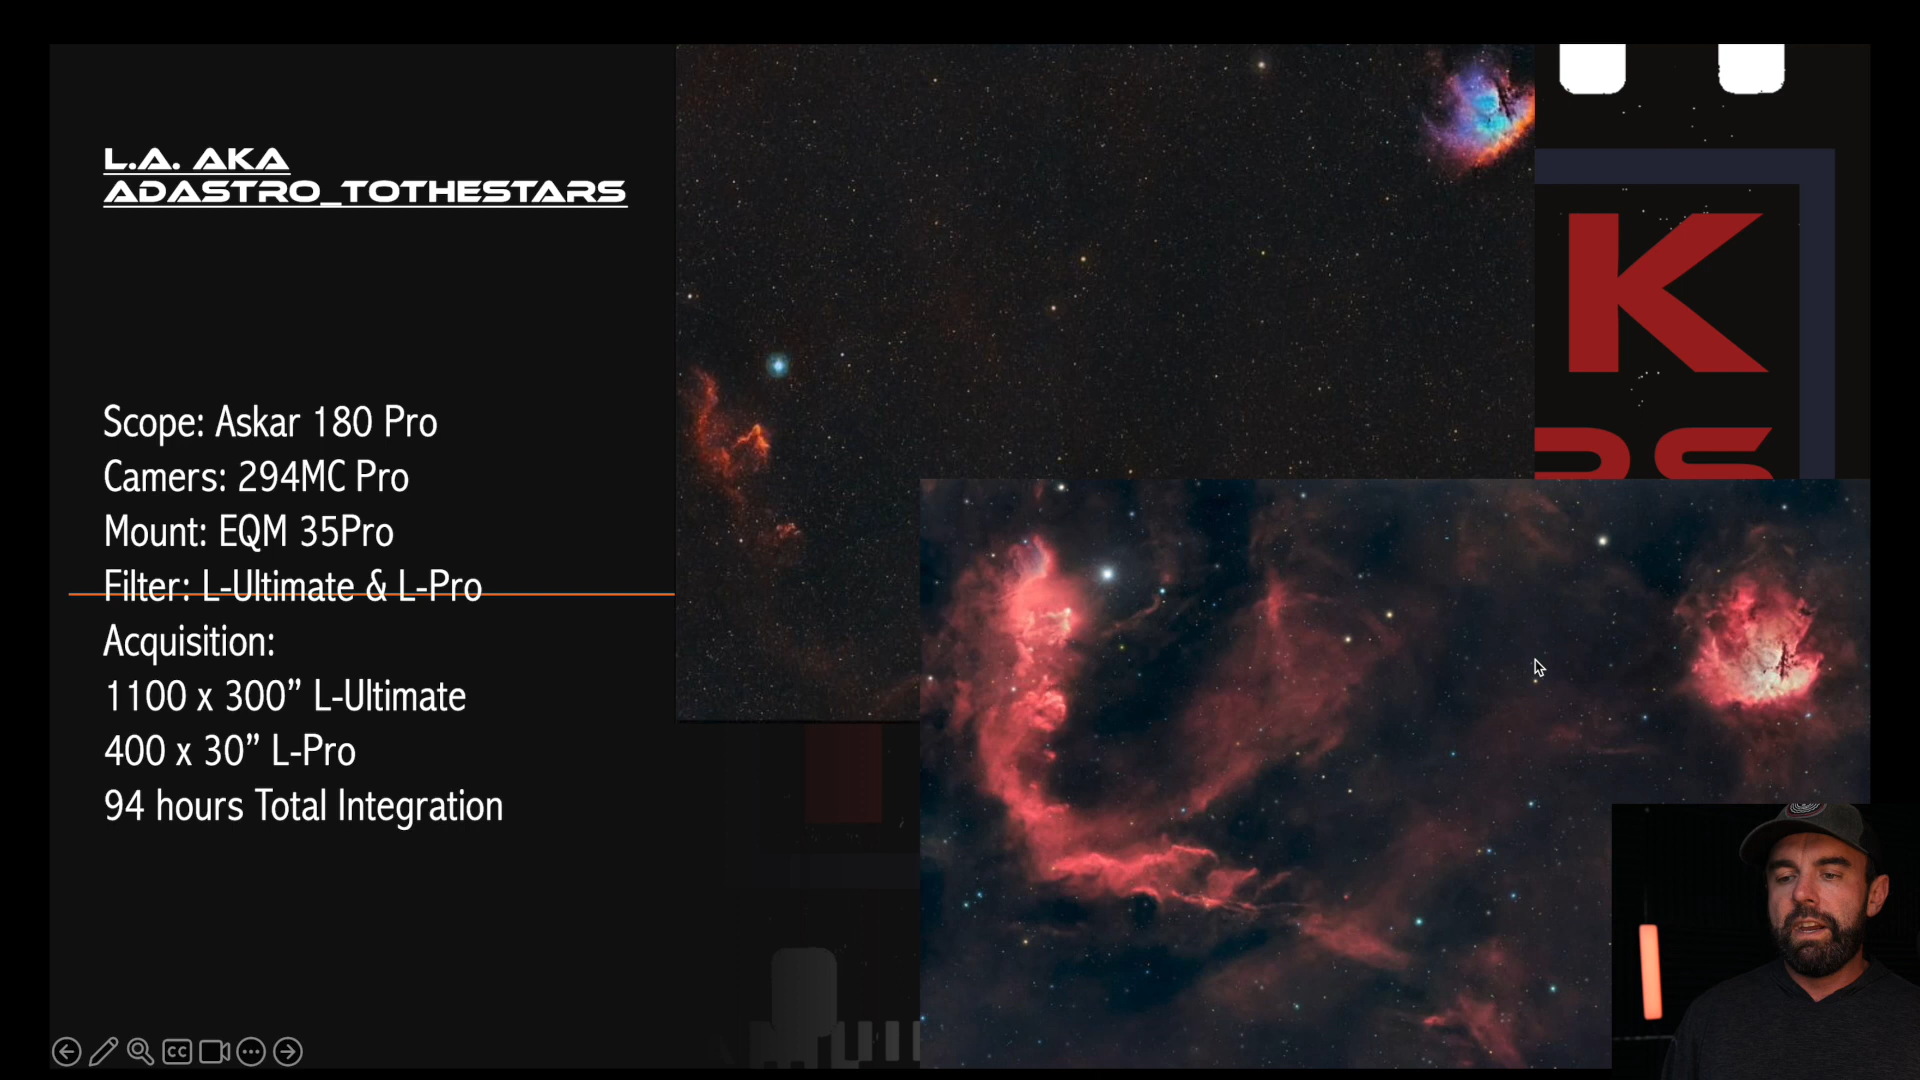 L.A. AKA
ADASTRO_TOTHESTARS
Scope: Askar 180 Pro
Camers: 294MC Pro
Mount: EQM 35Pro
Filter: L-Ultimate & L-Pro
Acquisition:
1100 x 300” L-Ultimate
400 x 30” L-Pro
94 hours Total Integration
K
CC